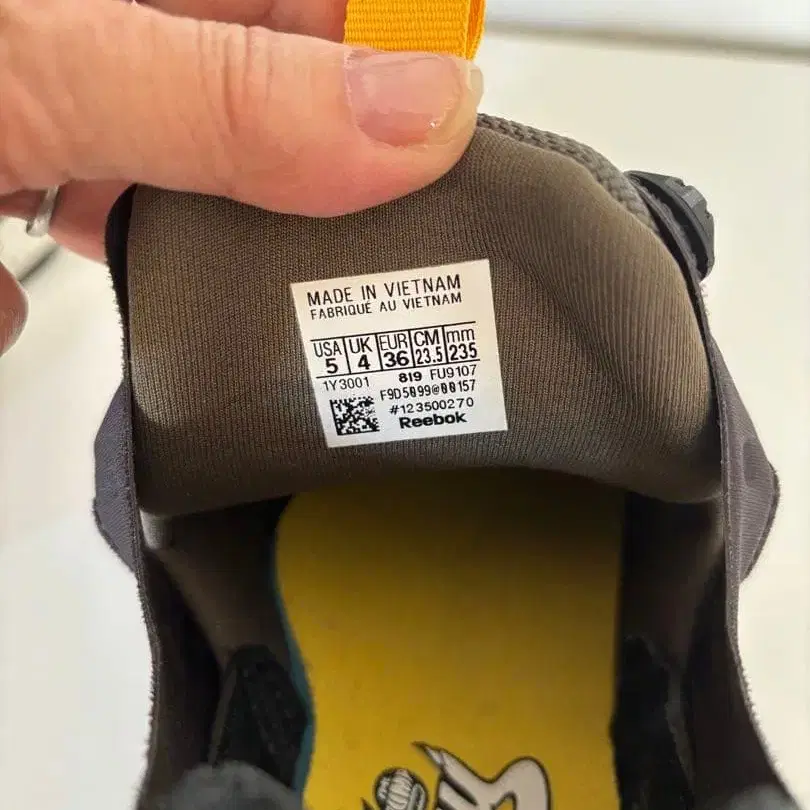 MADE IN VIETNAM
FABRIQUÉ AU VIETNAM
USA UK EUR CM mm
5 4 36 23.5 235
1Y3001 819 FU9107
F9D5099@00157
#123500270
Reebok